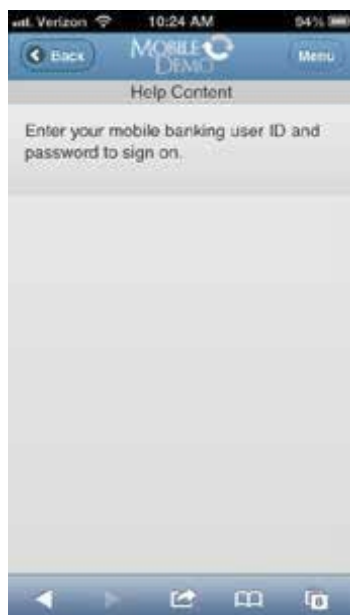 Verizon 10:24 AM 94%
Back MOBILE DEMO Menu
Help Content
Enter your mobile banking user ID and
password to sign on.